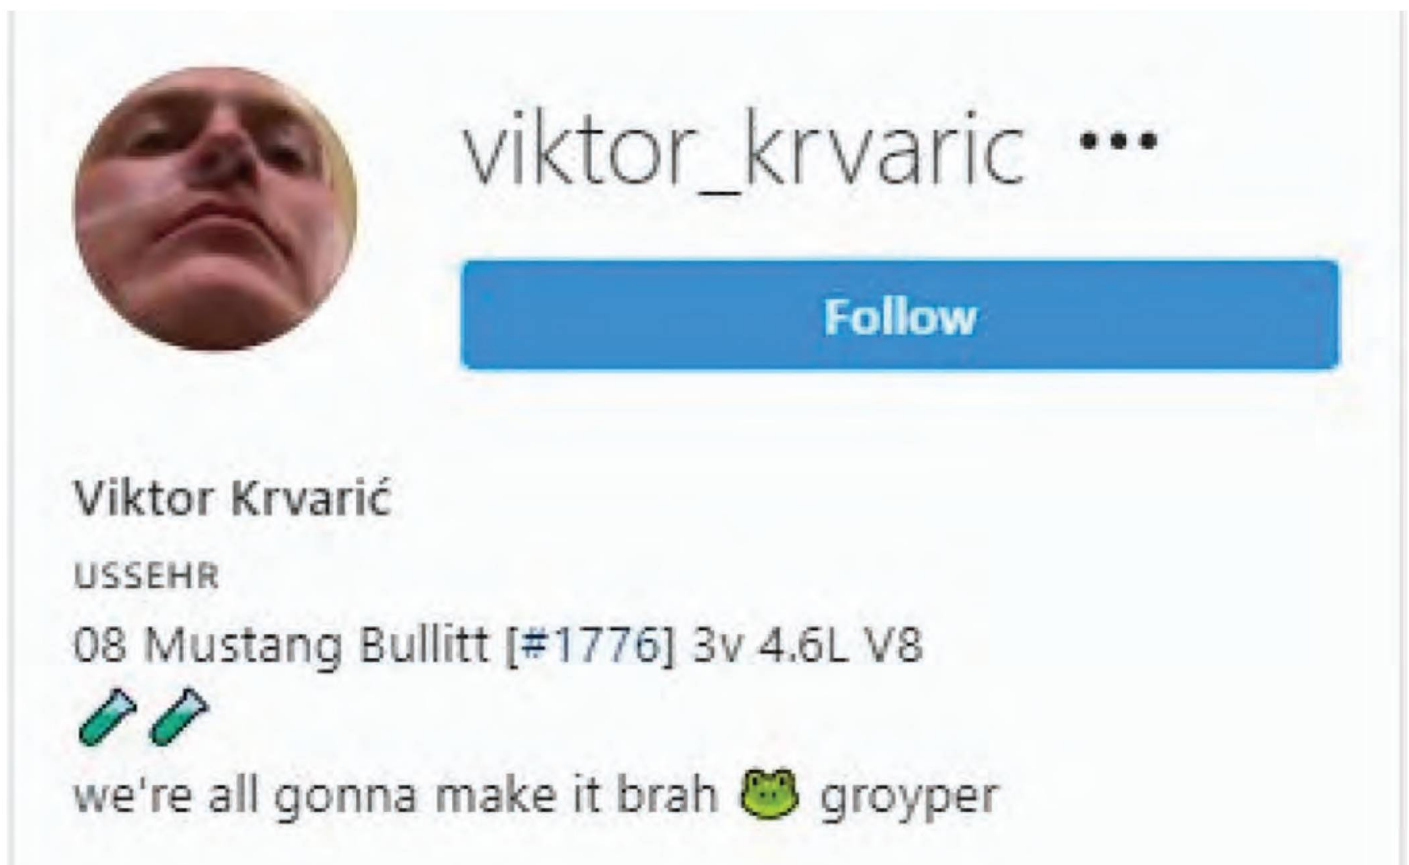 viktor_krvaric •••
Follow
Viktor Krvarić
USSEHR
08 Mustang Bullitt [#1776] 3v 4.6L V8
🧪🧪
we're all gonna make it brah 🐸 groyper